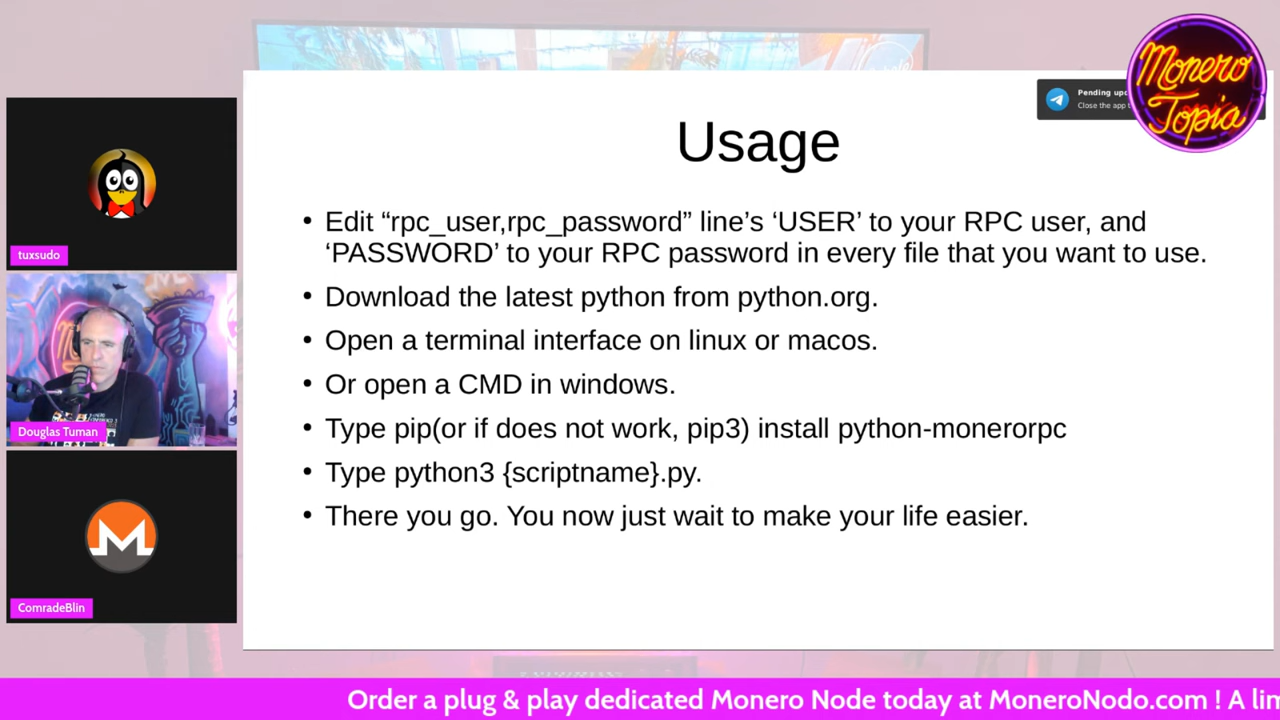 Monero
Topia
Pending
Close the app
Usage
• Edit “rpc_user,rpc_password” line’s ‘USER’ to your RPC user, and
‘PASSWORD’ to your RPC password in every file that you want to use.
• Download the latest python from python.org.
• Open a terminal interface on linux or macos.
• Or open a CMD in windows.
• Type pip(or if does not work, pip3) install python-monerorpc
• Type python3 {scriptname}.py.
• There you go. You now just wait to make your life easier.
tuxsudo
Douglas Tuman
ComradeBlin
Order a plug & play dedicated Monero Node today at MoneroNodo.com ! A